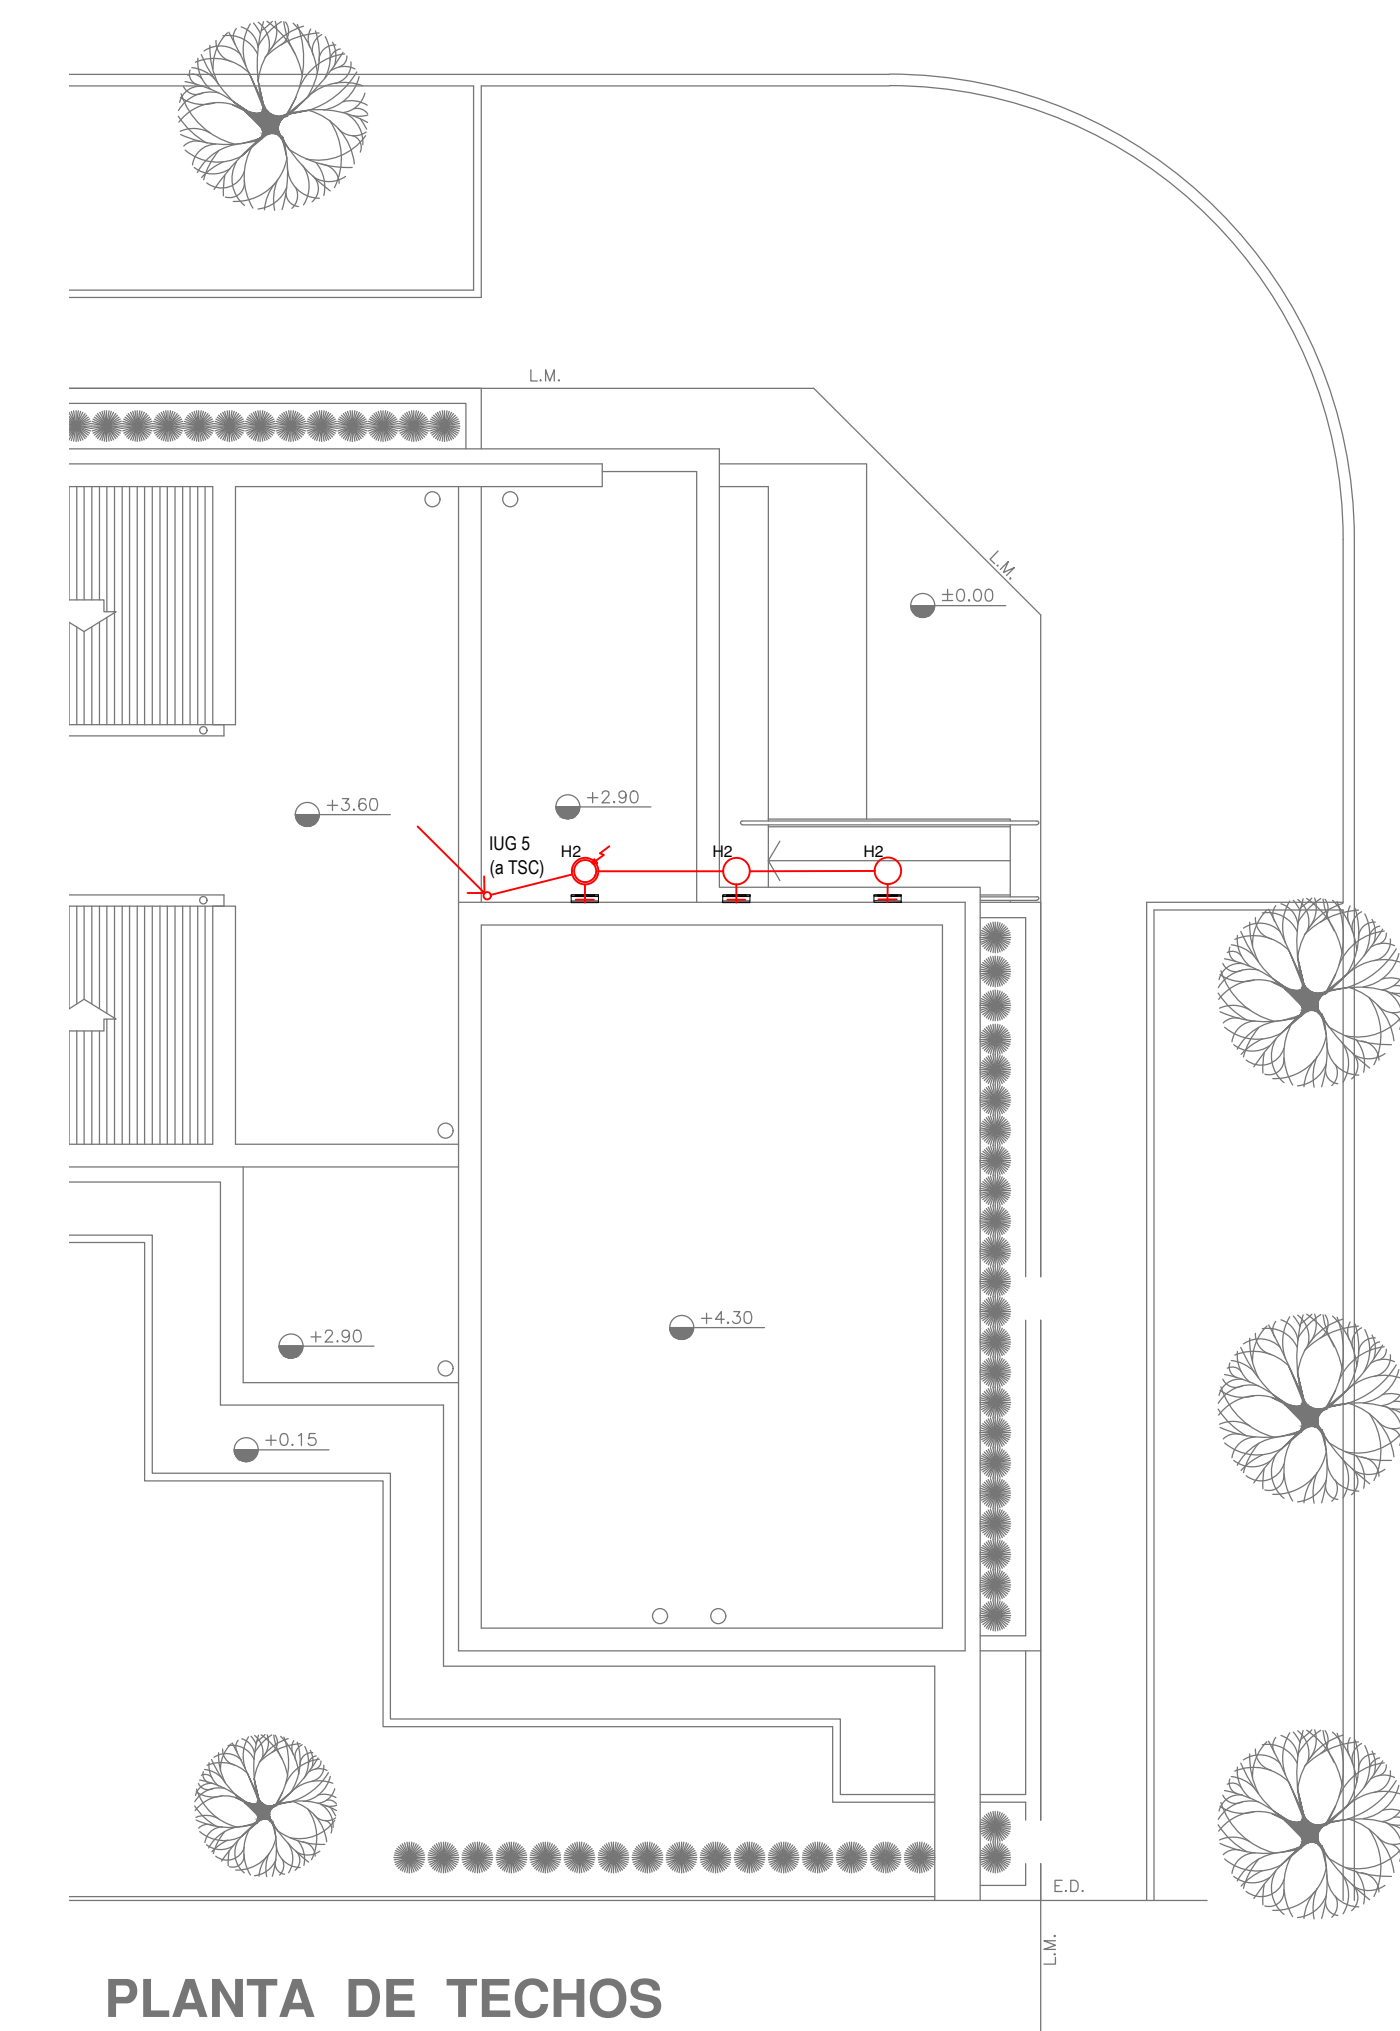 L.M.
L.M.
±0.00
+3.60
+2.90
IUG 5
(a TSC)
H2
H2
H2
+4.30
+2.90
+0.15
E.D.
L.M.
PLANTA DE TECHOS